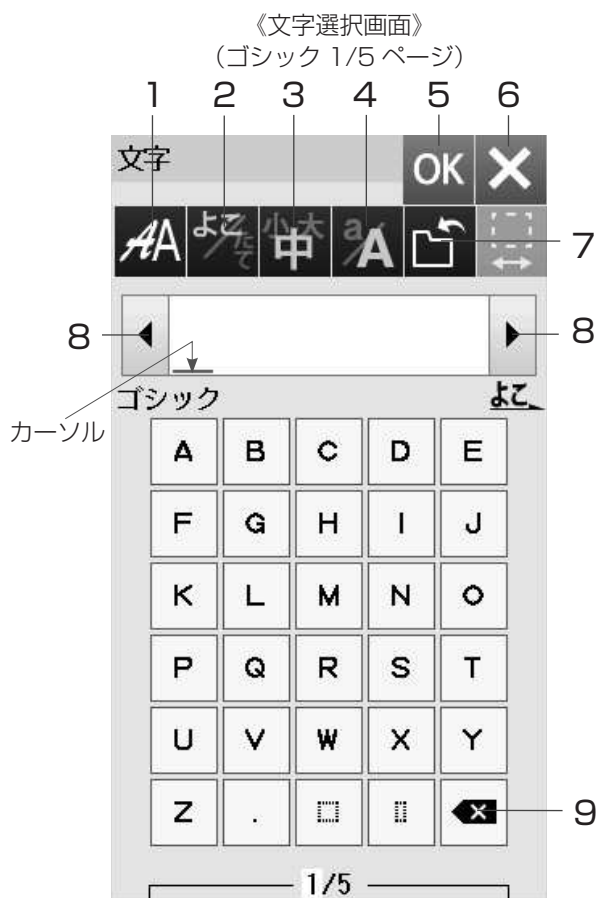 《文字選択画面》
（ゴシック 1/5 ページ）
1 2 3 4 5 6
文字 OK
AA よこ/たて 小中大 a/A 7
8 8
ゴシック よこ
カーソル
A B C D E
F G H I J
K L M N O
P Q R S T
U V W X Y
Z . 9
1/5